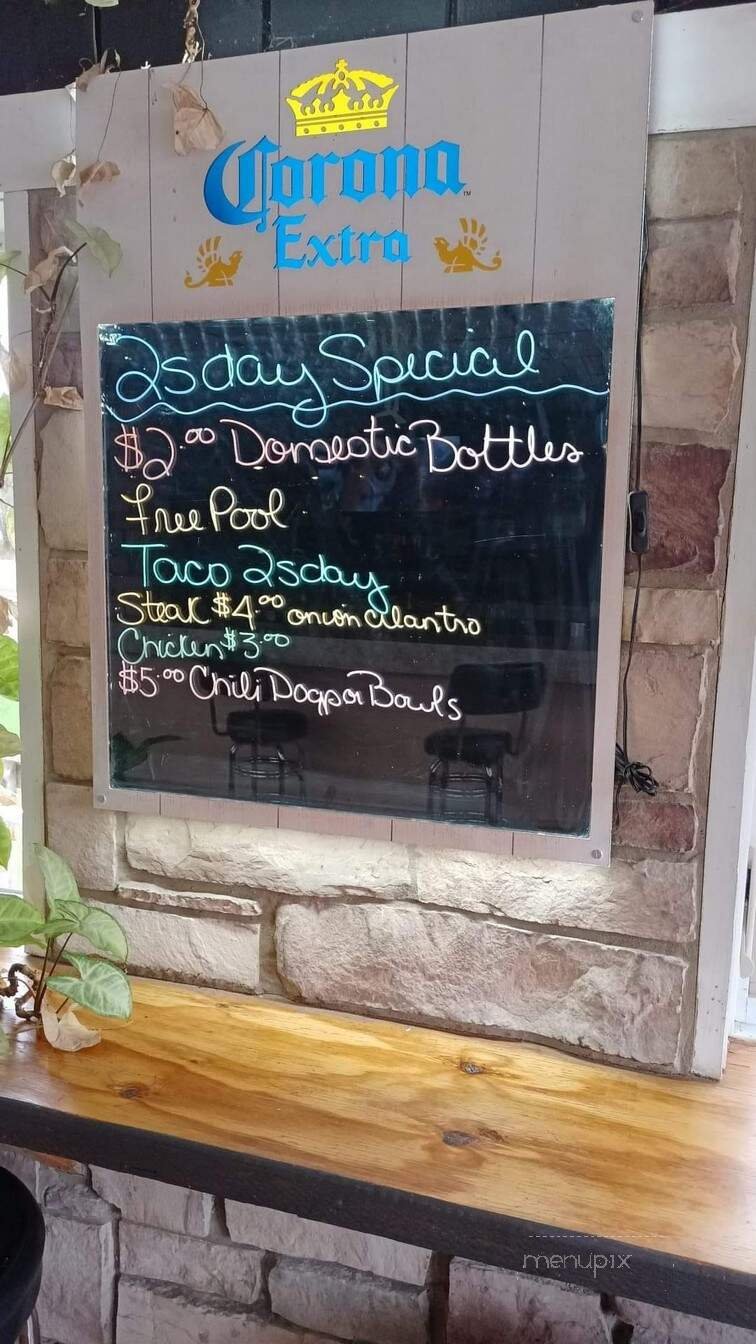 Corona
Extra
2sday Special
$2.00 Domestic Bottles
Free Pool
Taco 2sday
Steak $4.00 onion cilantro
Chicken $3.00
$5.00 Chili Dogs or Bowls
menupix